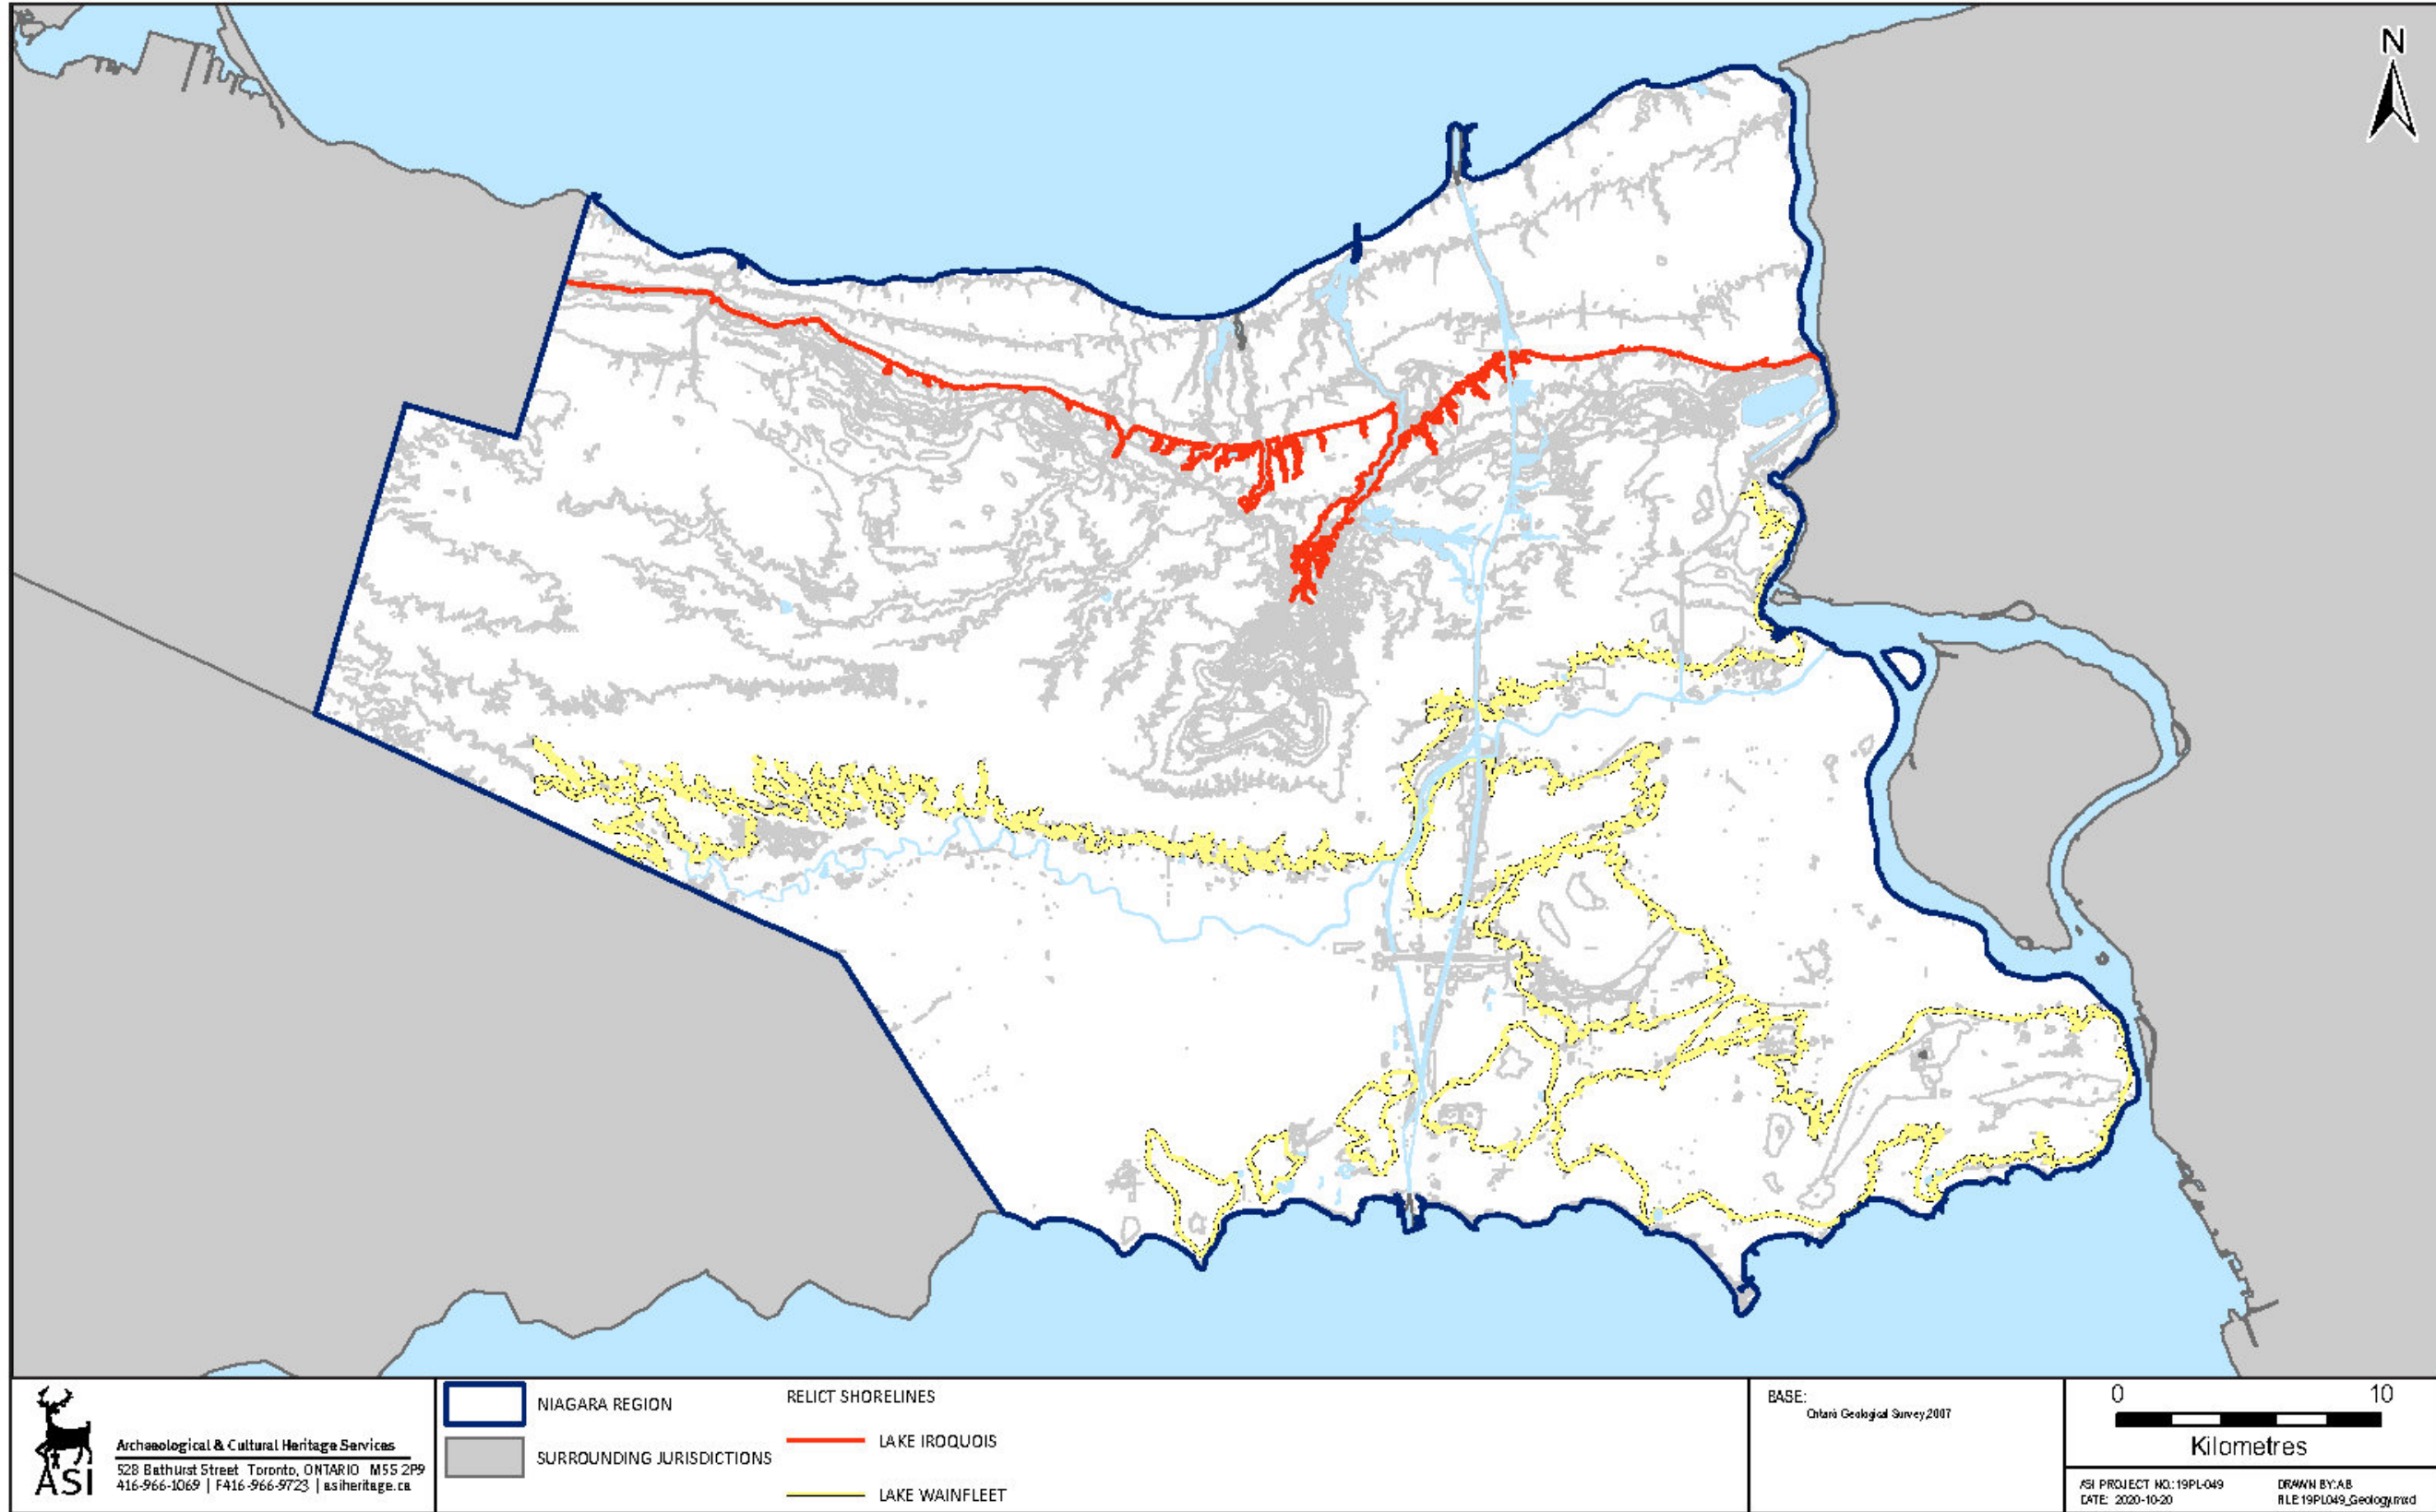 N
ASI
Archaeological & Cultural Heritage Services
528 Bathurst Street Toronto, ONTARIO M5S 2P9
416-966-1069 | F416-966-9723 | asiheritage.ca
NIAGARA REGION
SURROUNDING JURISDICTIONS
RELICT SHORELINES
LAKE IROQUOIS
LAKE WAINFLEET
BASE:
Ontario Geological Survey, 2007
0 10
Kilometres
ASI PROJECT NO.: 19PL-049
DATE: 2020-10-20
DRAWN BY: AB
FILE 19PL049_Geology.mxd